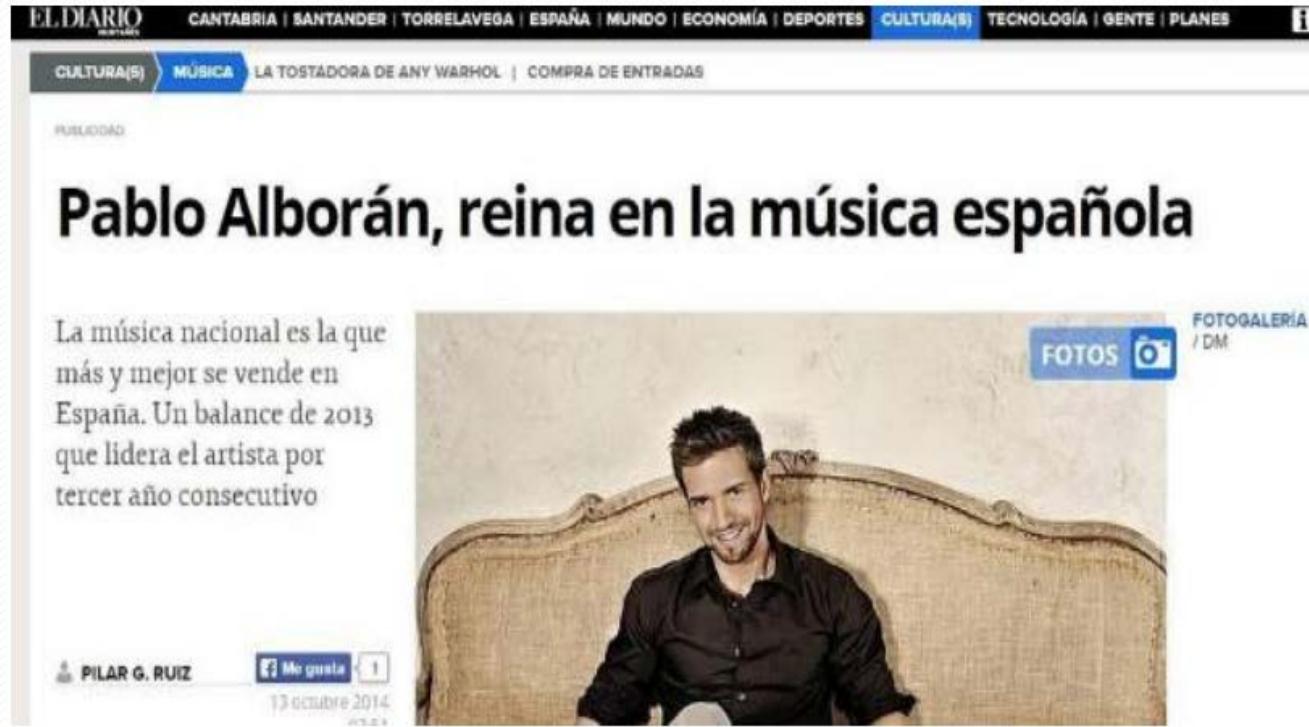 EL DIARIO
MONTAÑÉS
CANTABRIA | SANTANDER | TORRELAVEGA | ESPAÑA | MUNDO | ECONOMÍA | DEPORTES CULTURA(S) TECNOLOGÍA | GENTE | PLANES
CULTURA(S) MÚSICA LA TOSTADORA DE ANY WARHOL | COMPRA DE ENTRADAS
PUBLICIDAD
Pablo Alborán, reina en la música española
La música nacional es la que
más y mejor se vende en
España. Un balance de 2013
que lidera el artista por
tercer año consecutivo
FOTOS
FOTOGALERÍA
/ DM
PILAR G. RUIZ
Me gusta 1
13 octubre 2014